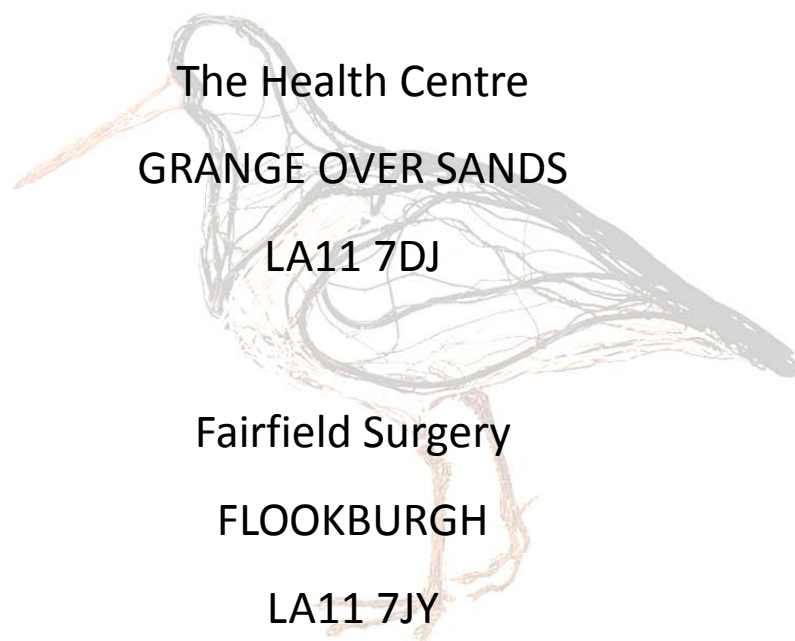 The Health Centre
GRANGE OVER SANDS
LA11 7DJ
Fairfield Surgery
FLOOKBURGH
LA11 7JY